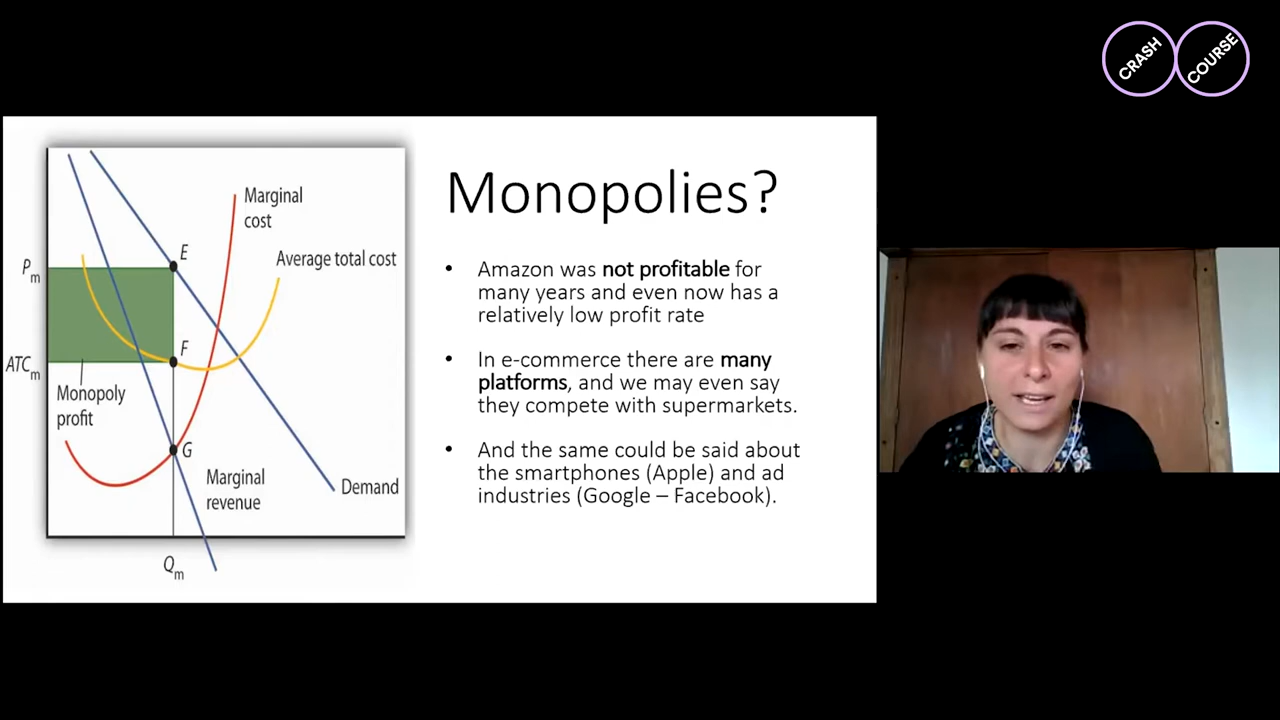 CRASH
COURSE
Monopolies?
Marginal
cost
E
Average total cost
Pm
F
ATCm
Monopoly
profit
G
Marginal
revenue
Demand
Qm
• Amazon was not profitable for
many years and even now has a
relatively low profit rate
• In e-commerce there are many
platforms, and we may even say
they compete with supermarkets.
• And the same could be said about
the smartphones (Apple) and ad
industries (Google – Facebook).